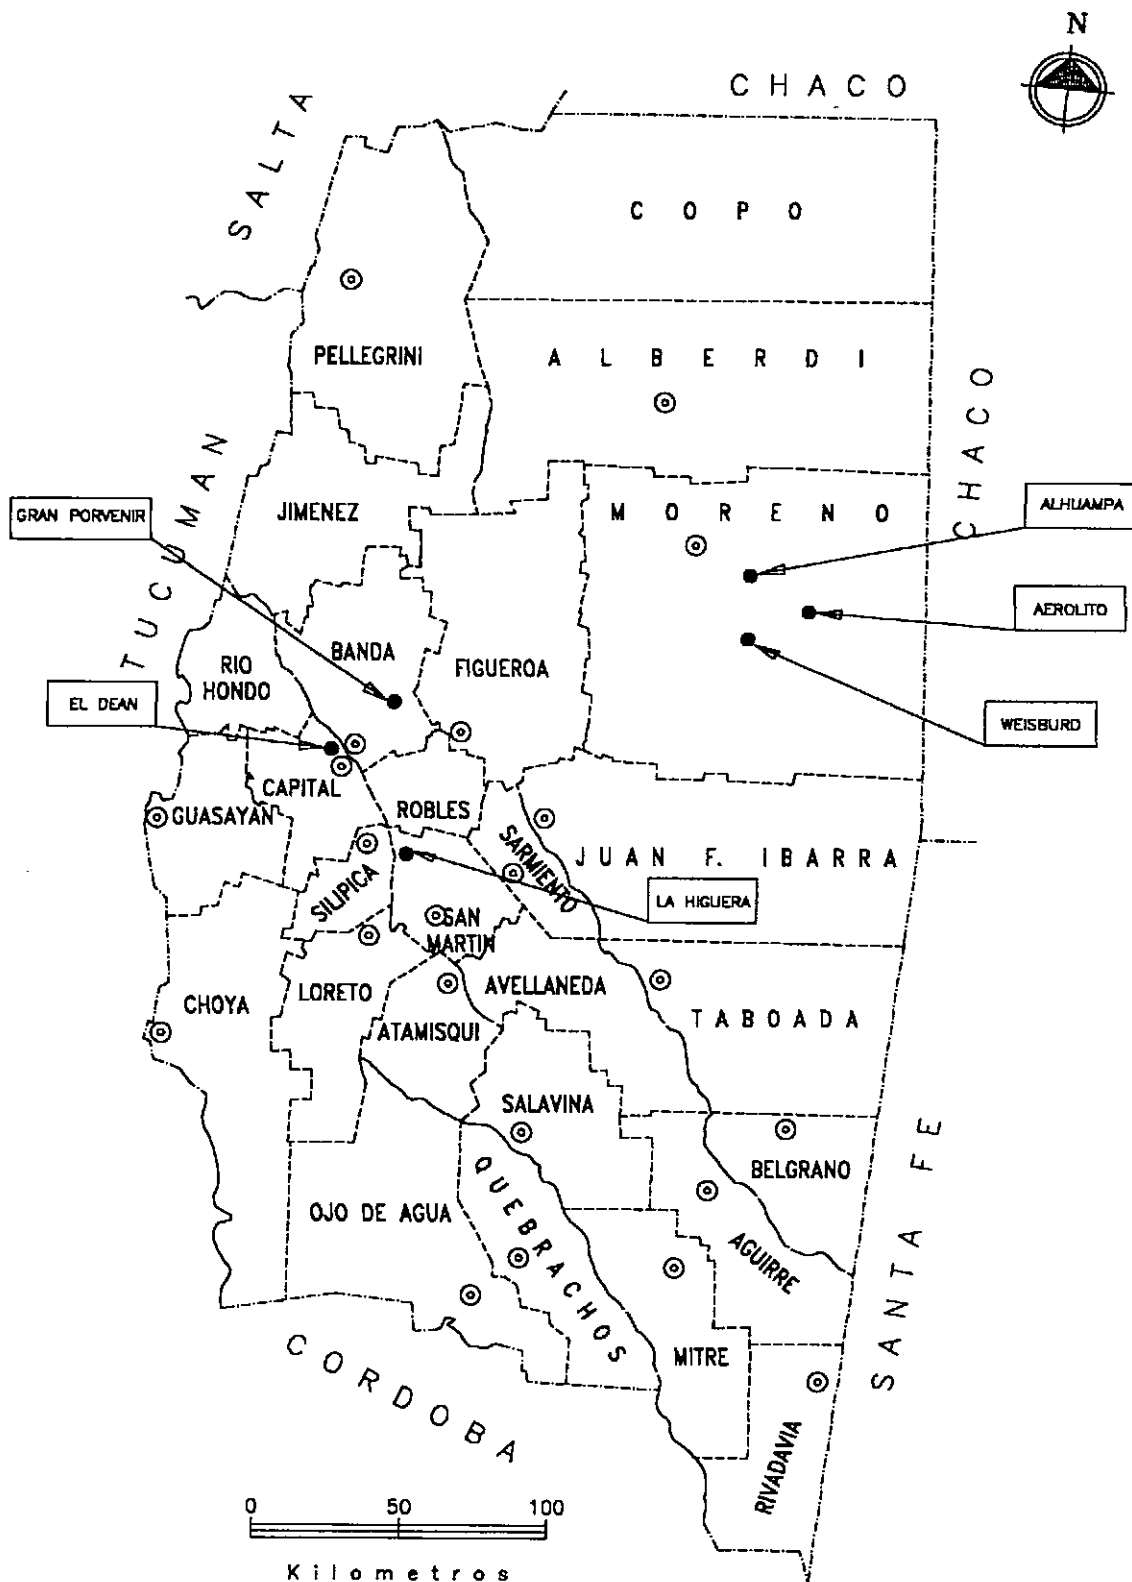 N
CHACO
SALTA
COPO
PELLEGRINI
ALBERDI
CHACO
TUCUMAN
JIMENEZ
MORENO
GRAN PORVENIR
ALHUAMPA
AEROLITO
BANDA
FIGUEROA
RIO
HONDO
EL DEAN
WEISBURD
CAPITAL
GUASAYAN
ROBLES
SARMIENTO
JUAN F. IBARRA
SILIPICA
LA HIGUERA
SAN
MARTIN
LORETO
AVELLANEDA
CHOYA
ATAMISQUI
TABOADA
SALAVINA
BELGRANO
QUEBRACHOS
OJO DE AGUA
AGUIRRE
SANTA FE
MITRE
CORDOBA
RIVADAVIA
0 50 100
Kilometros